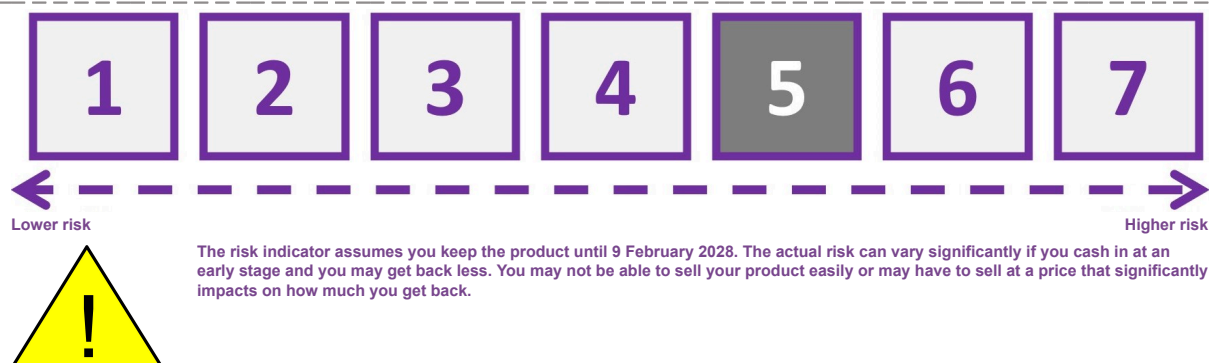 1 2 3 4 5 6 7
Lower risk Higher risk
The risk indicator assumes you keep the product until 9 February 2028. The actual risk can vary significantly if you cash in at an
early stage and you may get back less. You may not be able to sell your product easily or may have to sell at a price that significantly
impacts on how much you get back.
!